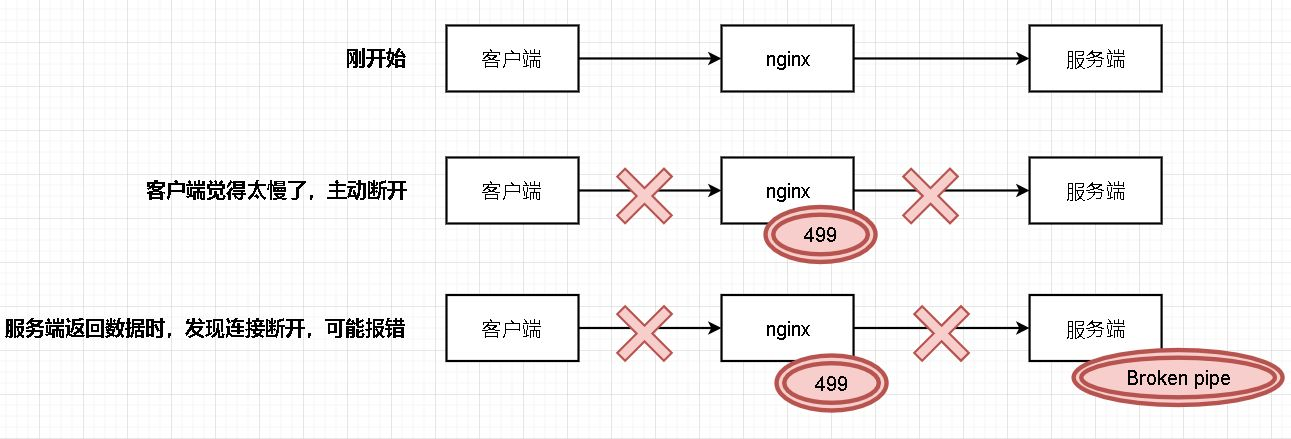 刚开始
客户端
nginx
服务端
客户端觉得太慢了，主动断开
客户端
nginx
服务端
499
服务端返回数据时，发现连接断开，可能报错
客户端
nginx
服务端
499
Broken pipe